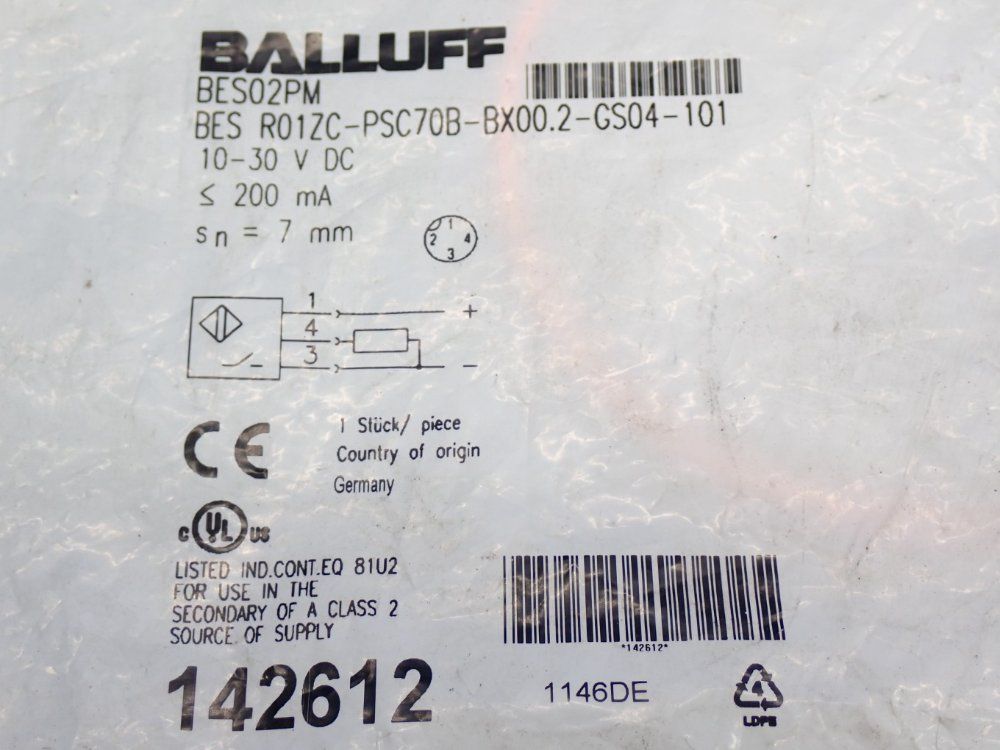 BALLUFF
BES02PM
BES R01ZC-PSC70B-BX00.2-GS04-101
10-30 V DC
≤ 200 mA
sn = 7 mm
1
2 4
3
1 +
4
3 -
CE
1 Stück/ piece
Country of origin
Germany
C UL US
LISTED IND.CONT.EQ 81U2
FOR USE IN THE
SECONDARY OF A CLASS 2
SOURCE OF SUPPLY
*142612*
142612
1146DE
4
LDPE